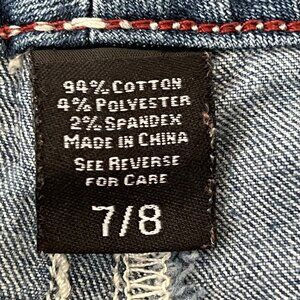 94% COTTON
4% POLYESTER
2% SPANDEX
MADE IN CHINA
SEE REVERSE
FOR CARE
7/8